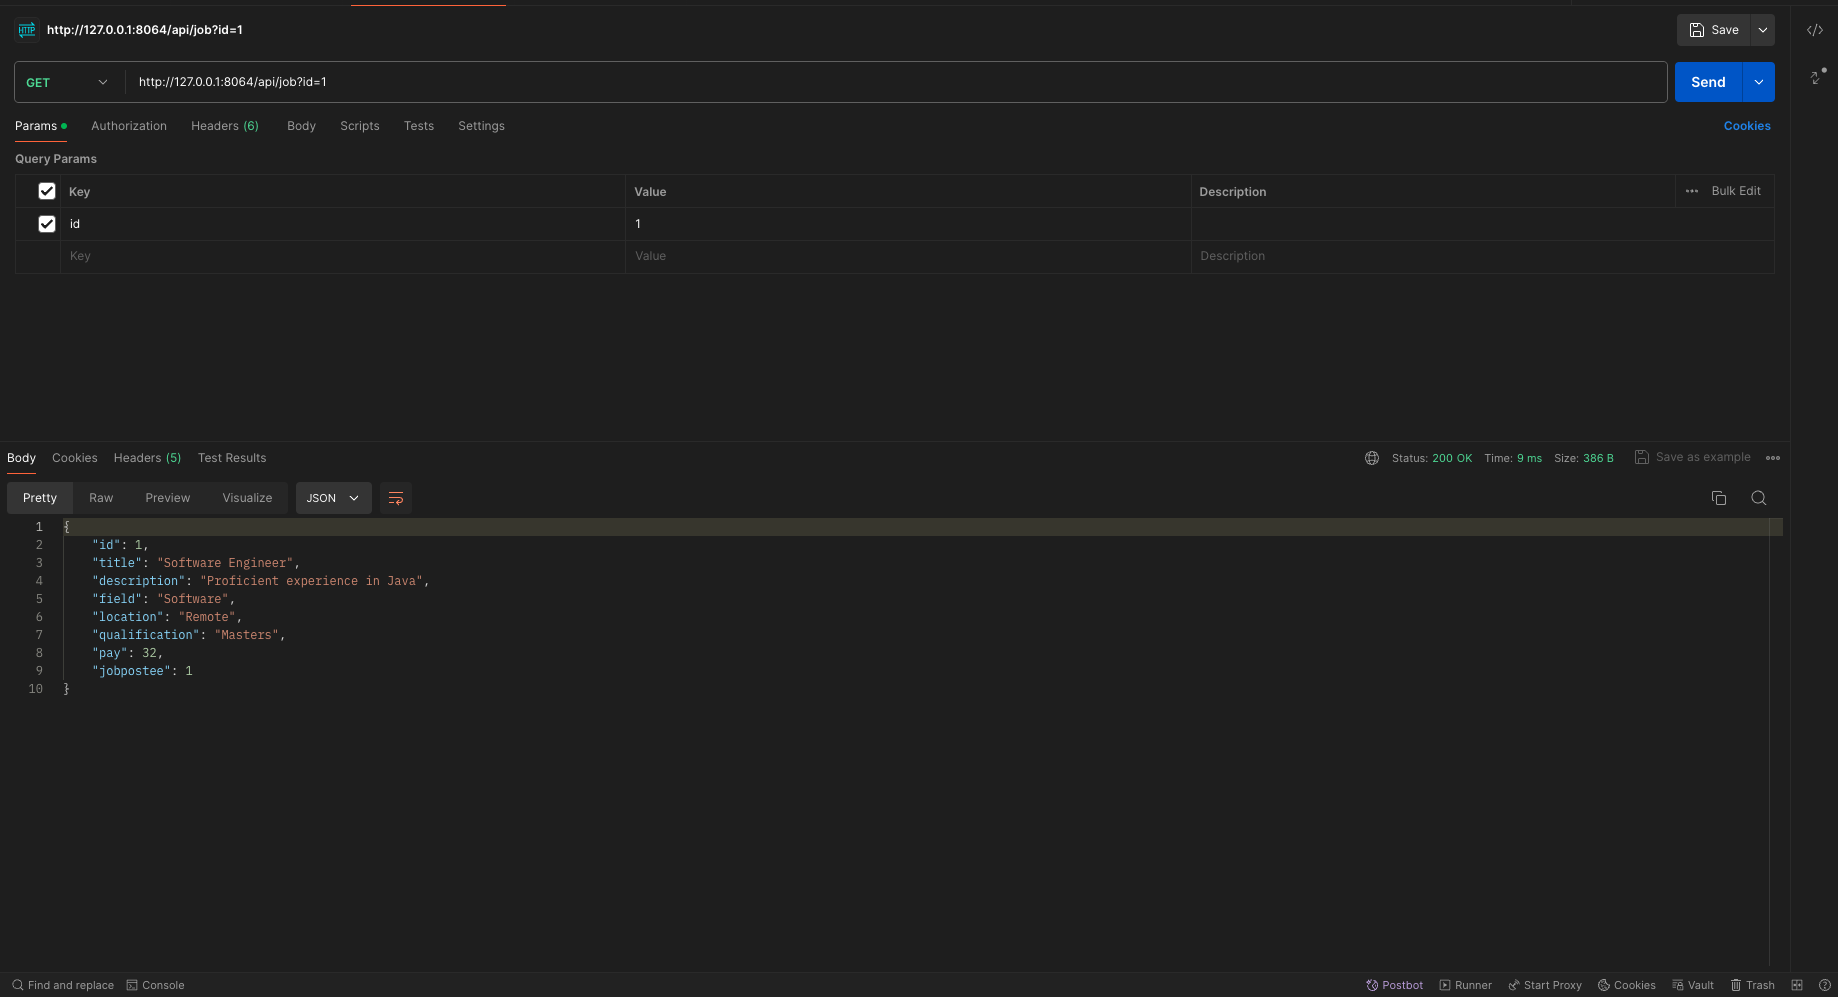 HTTP http://127.0.0.1:8064/api/job?id=1 Save
GET http://127.0.0.1:8064/api/job?id=1 Send
Params Authorization Headers (6) Body Scripts Tests Settings Cookies
Query Params
Key Value Description Bulk Edit
id 1
Key Value Description
Body Cookies Headers (5) Test Results Status: 200 OK Time: 9 ms Size: 386 B Save as example
Pretty Raw Preview Visualize JSON
1 {
2 "id": 1,
3 "title": "Software Engineer",
4 "description": "Proficient experience in Java",
5 "field": "Software",
6 "location": "Remote",
7 "qualification": "Masters",
8 "pay": 32,
9 "jobpostee": 1
10 }
Find and replace Console Postbot Runner Start Proxy Cookies Vault Trash